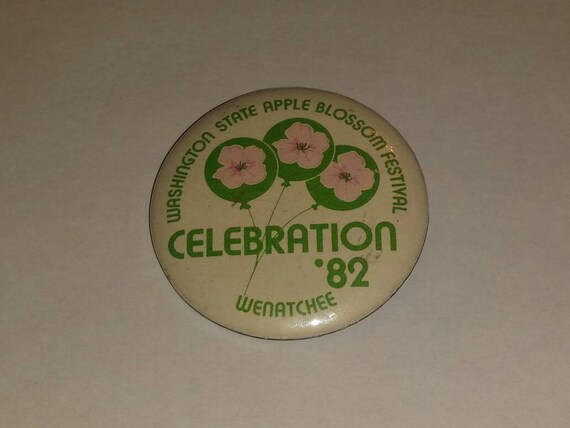 WASHINGTON STATE APPLE BLOSSOM FESTIVAL
CELEBRATION
'82
WENATCHEE